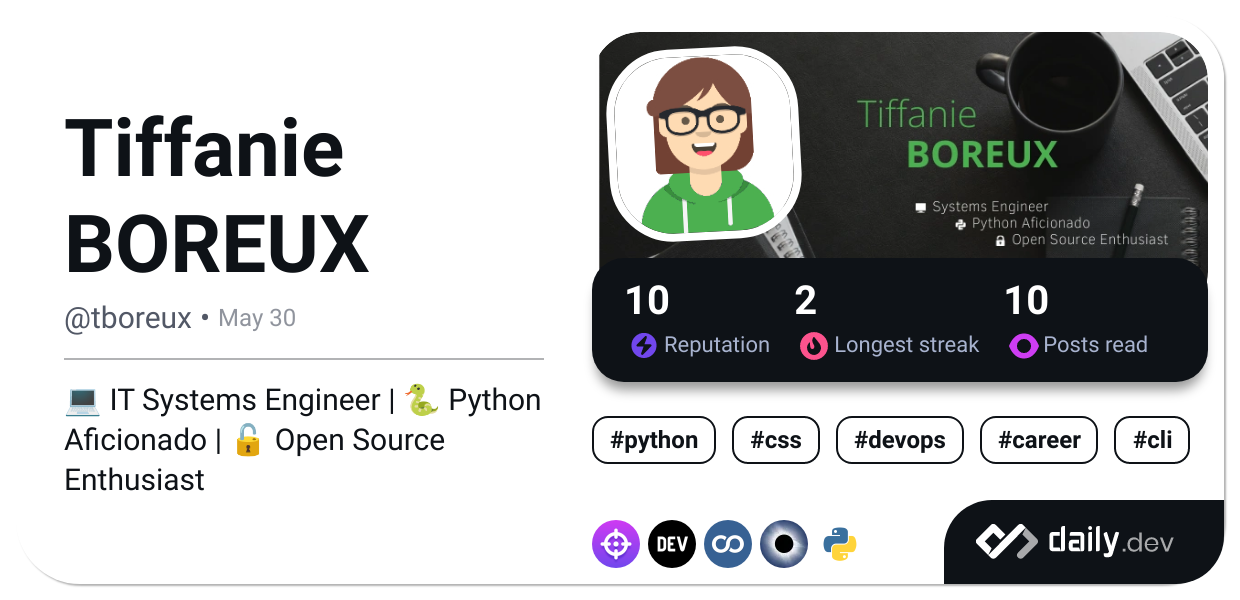 Tiffanie
BOREUX
@tboreux • May 30
💻 IT Systems Engineer | 🐍 Python
Aficionado | 🔓 Open Source
Enthusiast
Tiffanie
BOREUX
Systems Engineer
Python Aficionado
Open Source Enthusiast
10
Reputation
2
Longest streak
10
Posts read
#python
#css
#devops
#career
#cli
DEV
daily.dev